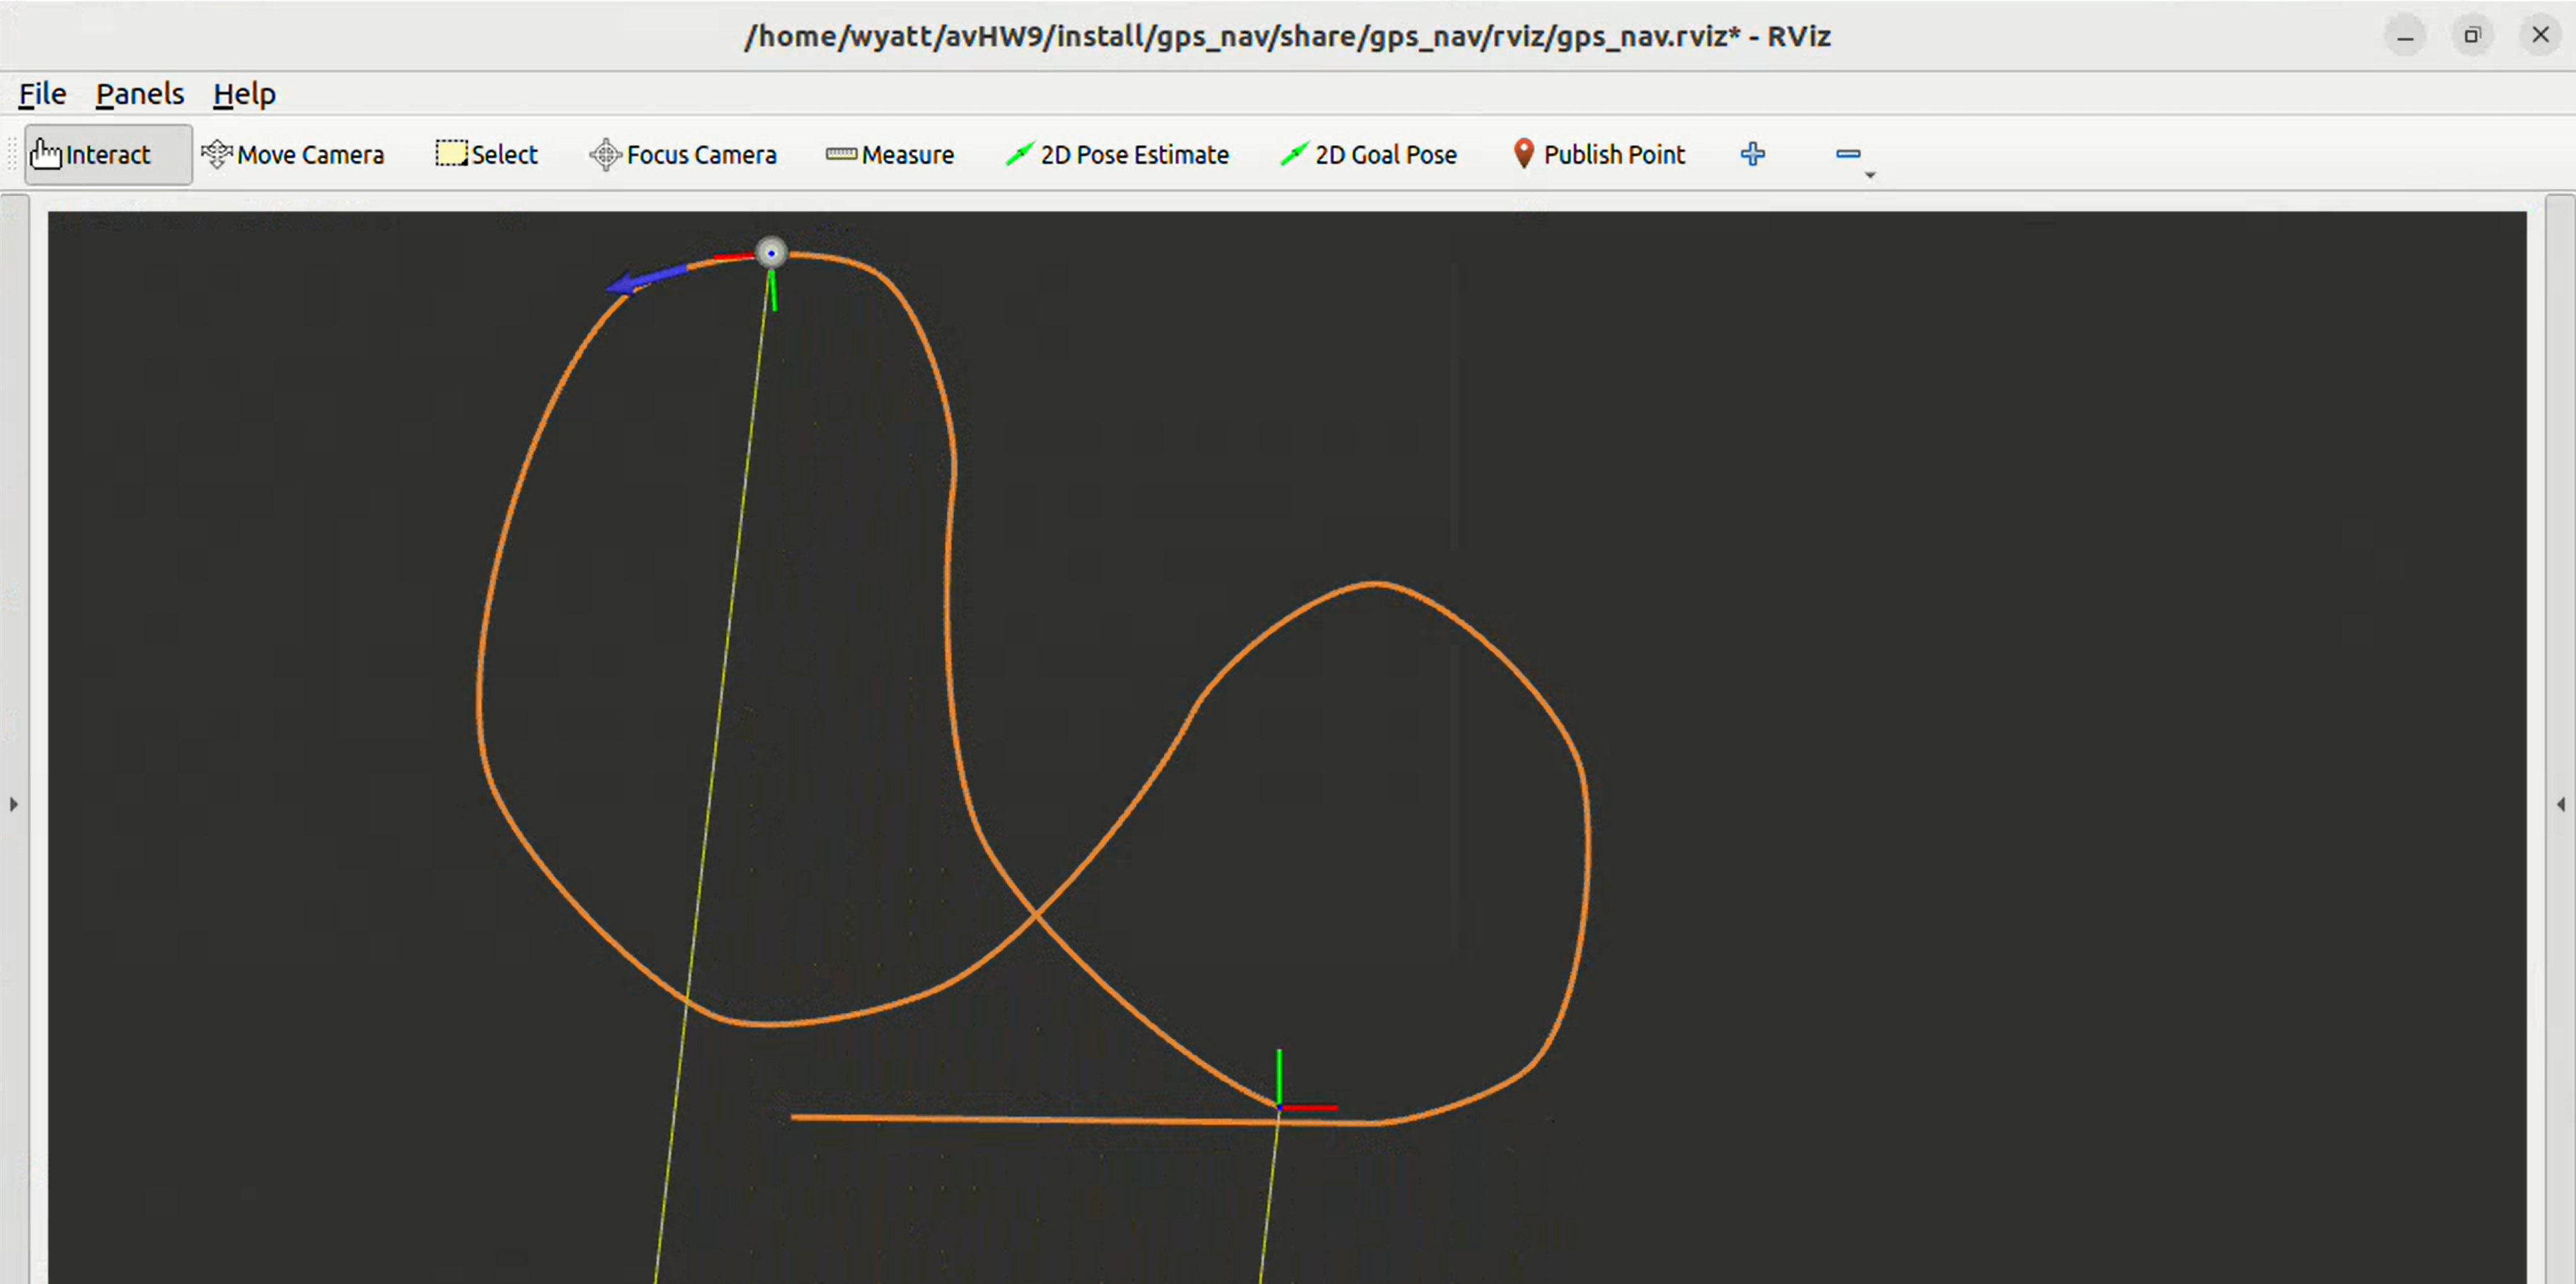 /home/wyatt/avHW9/install/gps_nav/share/gps_nav/rviz/gps_nav.rviz* - RViz
File Panels Help
Interact Move Camera Select Focus Camera Measure 2D Pose Estimate 2D Goal Pose Publish Point